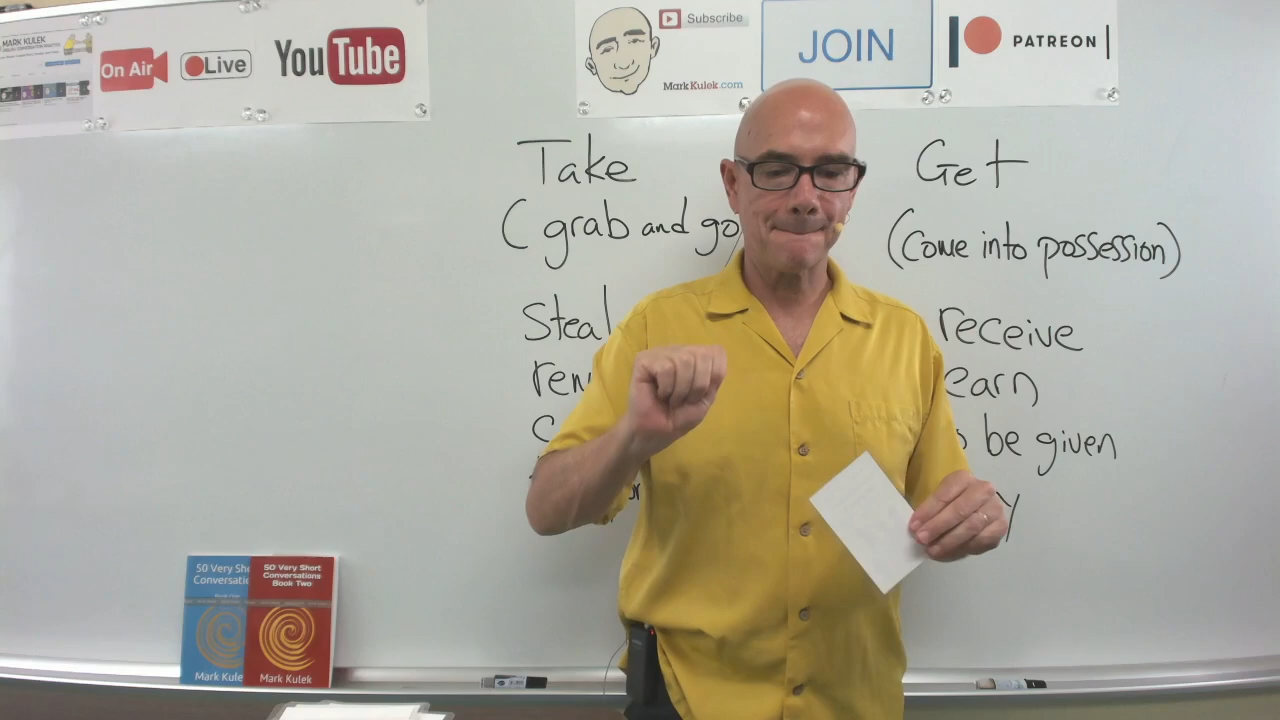 MARK KULEK
On Air
Live
YouTube
Subscribe
MarkKulek.com
JOIN
PATREON
Take
(grab and go
Steal
Get
(Come into possession)
receive
earn
be given
50 Very Short
Conversations
Book Two
Mark Kulek